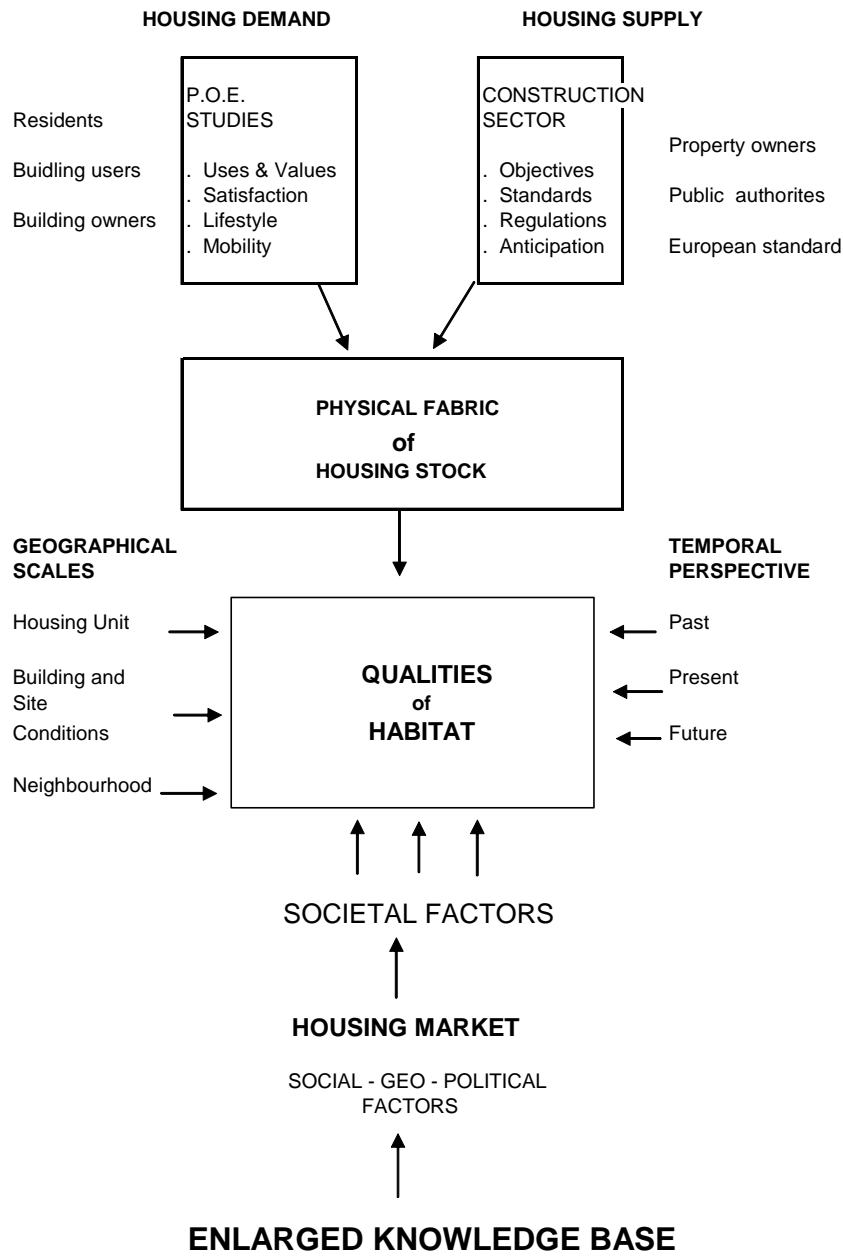 HOUSING DEMAND
HOUSING SUPPLY
P.O.E.
STUDIES
. Uses & Values
. Satisfaction
. Lifestyle
. Mobility
Residents
Buidling users
Building owners
CONSTRUCTION
SECTOR
. Objectives
. Standards
. Regulations
. Anticipation
Property owners
Public authorites
European standard
PHYSICAL FABRIC
of
HOUSING STOCK
GEOGRAPHICAL
SCALES
Housing Unit
Building and
Site
Conditions
Neighbourhood
QUALITIES
of
HABITAT
TEMPORAL
PERSPECTIVE
Past
Present
Future
SOCIETAL FACTORS
HOUSING MARKET
SOCIAL - GEO - POLITICAL
FACTORS
ENLARGED KNOWLEDGE BASE